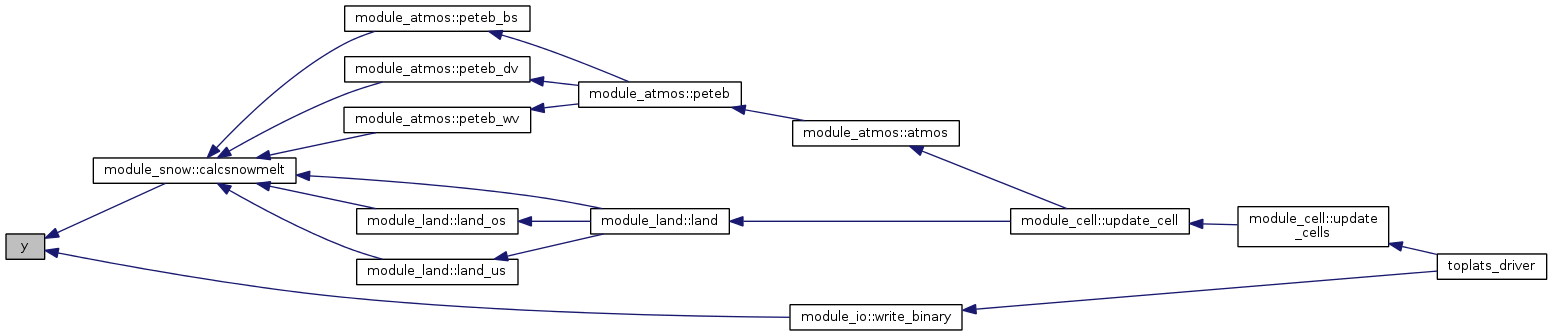 module_atmos::peteb_bs
module_atmos::peteb_dv
module_atmos::peteb
module_atmos::peteb_wv
module_atmos::atmos
module_snow::calcsnowmelt
module_land::land_os
module_land::land
module_cell::update_cell
module_cell::update
_cells
y
module_land::land_us
toplats_driver
module_io::write_binary